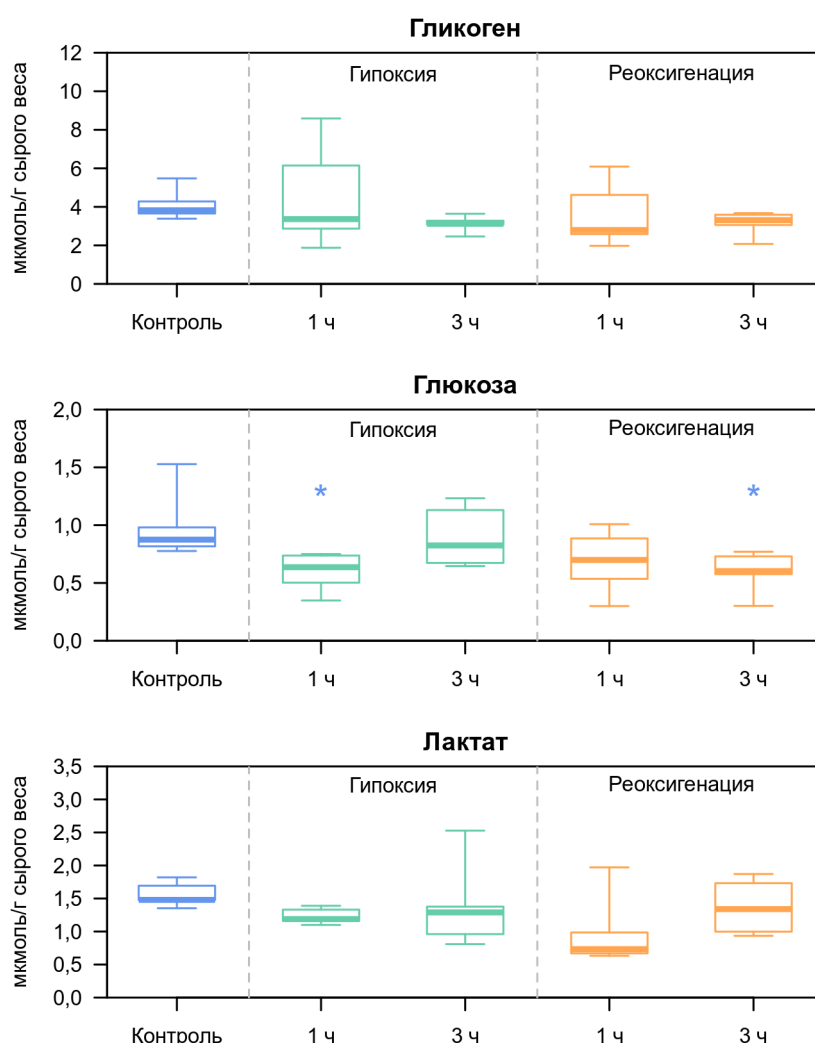 Гликоген
мкмоль/г сырого веса
12
10
8
6
4
2
0
Гипоксия
Реоксигенация
Контроль 1 ч 3 ч 1 ч 3 ч
Глюкоза
мкмоль/г сырого веса
2,0
1,5
1,0
0,5
0,0
Гипоксия
Реоксигенация
*
*
Контроль 1 ч 3 ч 1 ч 3 ч
Лактат
мкмоль/г сырого веса
3,5
3,0
2,5
2,0
1,5
1,0
0,5
0,0
Гипоксия
Реоксигенация
Контроль 1 ч 3 ч 1 ч 3 ч